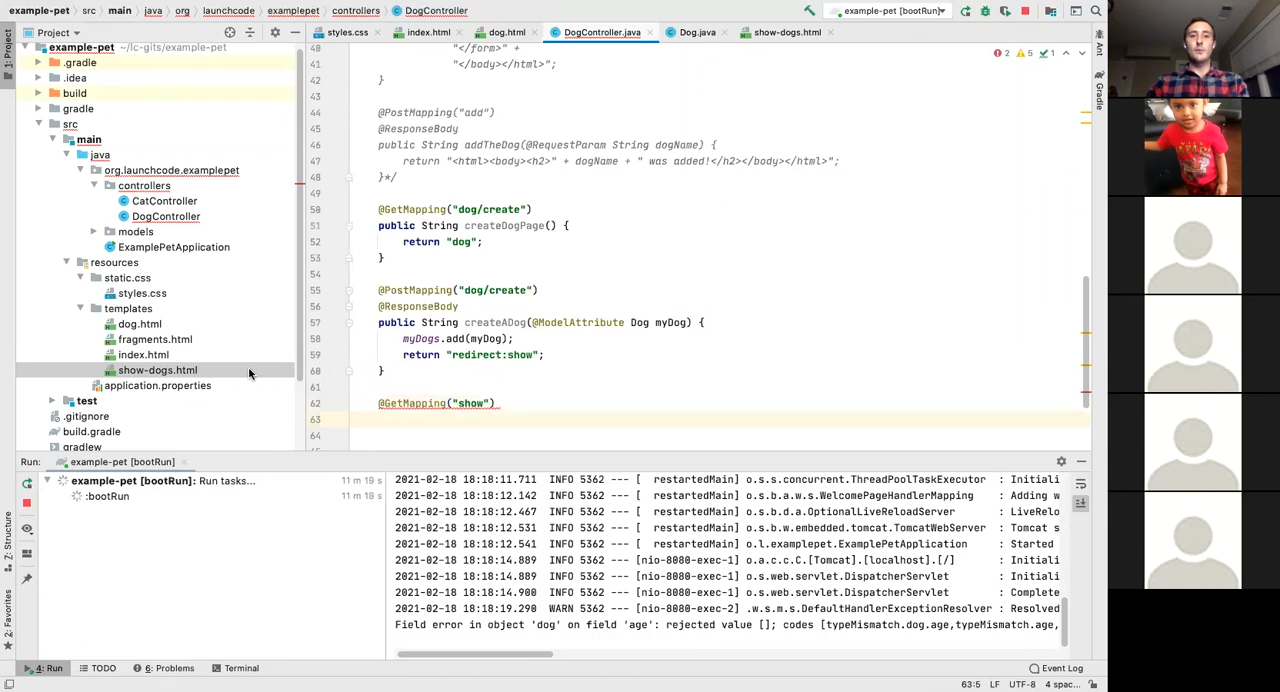 example-pet
src
main
java
org
launchcode
examplepet
controllers
DogController
example-pet [bootRun]
Project
styles.css
index.html
dog.html
DogController.java
Dog.java
show-dogs.html
1: Project
Ant
Gradle
example-pet ~/lc-gits/example-pet
.gradle
.idea
build
gradle
src
main
java
org.launchcode.examplepet
controllers
CatController
DogController
models
ExamplePetApplication
resources
static.css
styles.css
templates
dog.html
fragments.html
index.html
show-dogs.html
application.properties
test
.gitignore
build.gradle
gradlew
2 5 1
40 "</form>" +
41 "</body></html>";
42 }
43
44 @PostMapping("add")
45 @ResponseBody
46 public String addTheDog(@RequestParam String dogName) {
47 return "<html><body><h2>" + dogName + " was added!</h2></body></html>";
48 }*/
49
50 @GetMapping("dog/create")
51 public String createDogPage() {
52 return "dog";
53 }
54
55 @PostMapping("dog/create")
56 @ResponseBody
57 public String createADog(@ModelAttribute Dog myDog) {
58 myDogs.add(myDog);
59 return "redirect:show";
60 }
61
62 @GetMapping("show")
63
64
Run: example-pet [bootRun]
example-pet [bootRun]: Run tasks... 11 m 19 s
:bootRun 11 m 18 s
2021-02-18 18:18:11.711 INFO 5362 --- [ restartedMain] o.s.s.concurrent.ThreadPoolTaskExecutor : Initiali
2021-02-18 18:18:12.142 INFO 5362 --- [ restartedMain] o.s.b.a.w.s.WelcomePageHandlerMapping : Adding w
2021-02-18 18:18:12.467 INFO 5362 --- [ restartedMain] o.s.b.d.a.OptionalLiveReloadServer : LiveRelo
2021-02-18 18:18:12.531 INFO 5362 --- [ restartedMain] o.s.b.w.embedded.tomcat.TomcatWebServer : Tomcat s
2021-02-18 18:18:12.541 INFO 5362 --- [ restartedMain] o.l.examplepet.ExamplePetApplication : Started
2021-02-18 18:18:14.889 INFO 5362 --- [nio-8080-exec-1] o.a.c.c.C.[Tomcat].[localhost].[/] : Initiali
2021-02-18 18:18:14.889 INFO 5362 --- [nio-8080-exec-1] o.s.web.servlet.DispatcherServlet : Initiali
2021-02-18 18:18:14.900 INFO 5362 --- [nio-8080-exec-1] o.s.web.servlet.DispatcherServlet : Complete
2021-02-18 18:18:19.290 WARN 5362 --- [nio-8080-exec-2] .w.s.m.s.DefaultHandlerExceptionResolver : Resolved
Field error in object 'dog' on field 'age': rejected value []; codes [typeMismatch.dog.age,typeMismatch.age,
Z: Structure
2: Favorites
4: Run
TODO
6: Problems
Terminal
Event Log
63:5 LF UTF-8 4 spac...